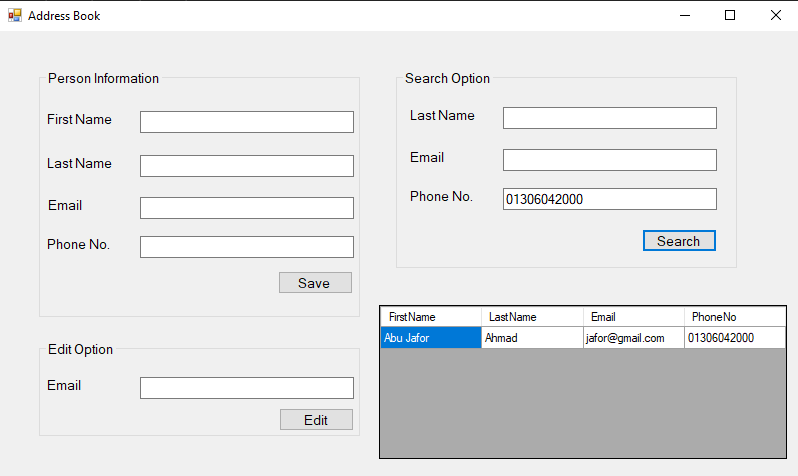 Address Book
Person Information
First Name
Last Name
Email
Phone No.
Save
Edit Option
Email
Edit
Search Option
Last Name
Email
Phone No. 01306042000
Search
FirstName LastName Email PhoneNo
Abu Jafor Ahmad jafor@gmail.com 01306042000